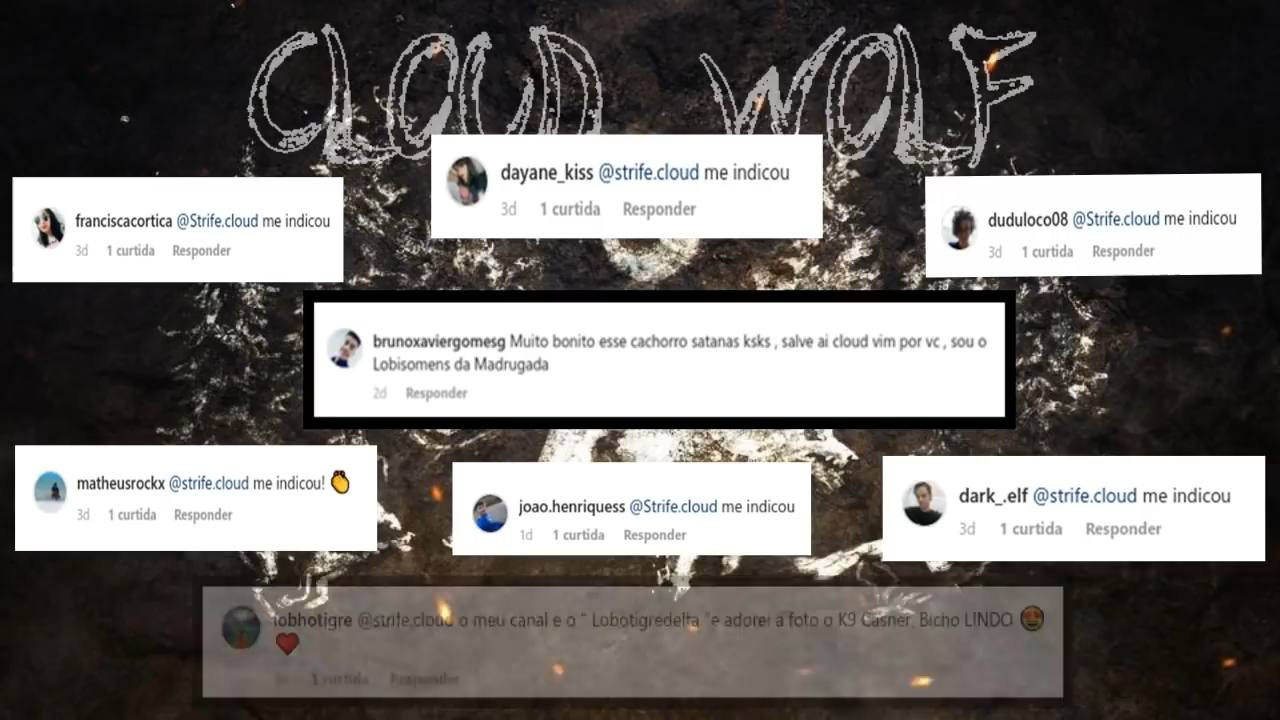 CLOUD WOLF
dayane_kiss @strife.cloud me indicou
3d 1 curtida Responder
franciscacortica @Strife.cloud me indicou
3d 1 curtida Responder
duduloco08 @Strife.cloud me indicou
3d 1 curtida Responder
brunoxaviergomesg Muito bonito esse cachorro satanas ksks , salve ai cloud vim por vc , sou o
Lobisomens da Madrugada
2d Responder
matheusrockx @strife.cloud me indicou! 👏
3d 1 curtida Responder
joao.henriquess @Strife.cloud me indicou
1d 1 curtida Responder
dark_.elf @strife.cloud me indicou
3d 1 curtida Responder
lobhotigre @strife.cloud o meu canal e o " Lobotigredelta "e adorei a foto o K9 Casner, Bicho LINDO 😍
❤️
1 curtida Responder